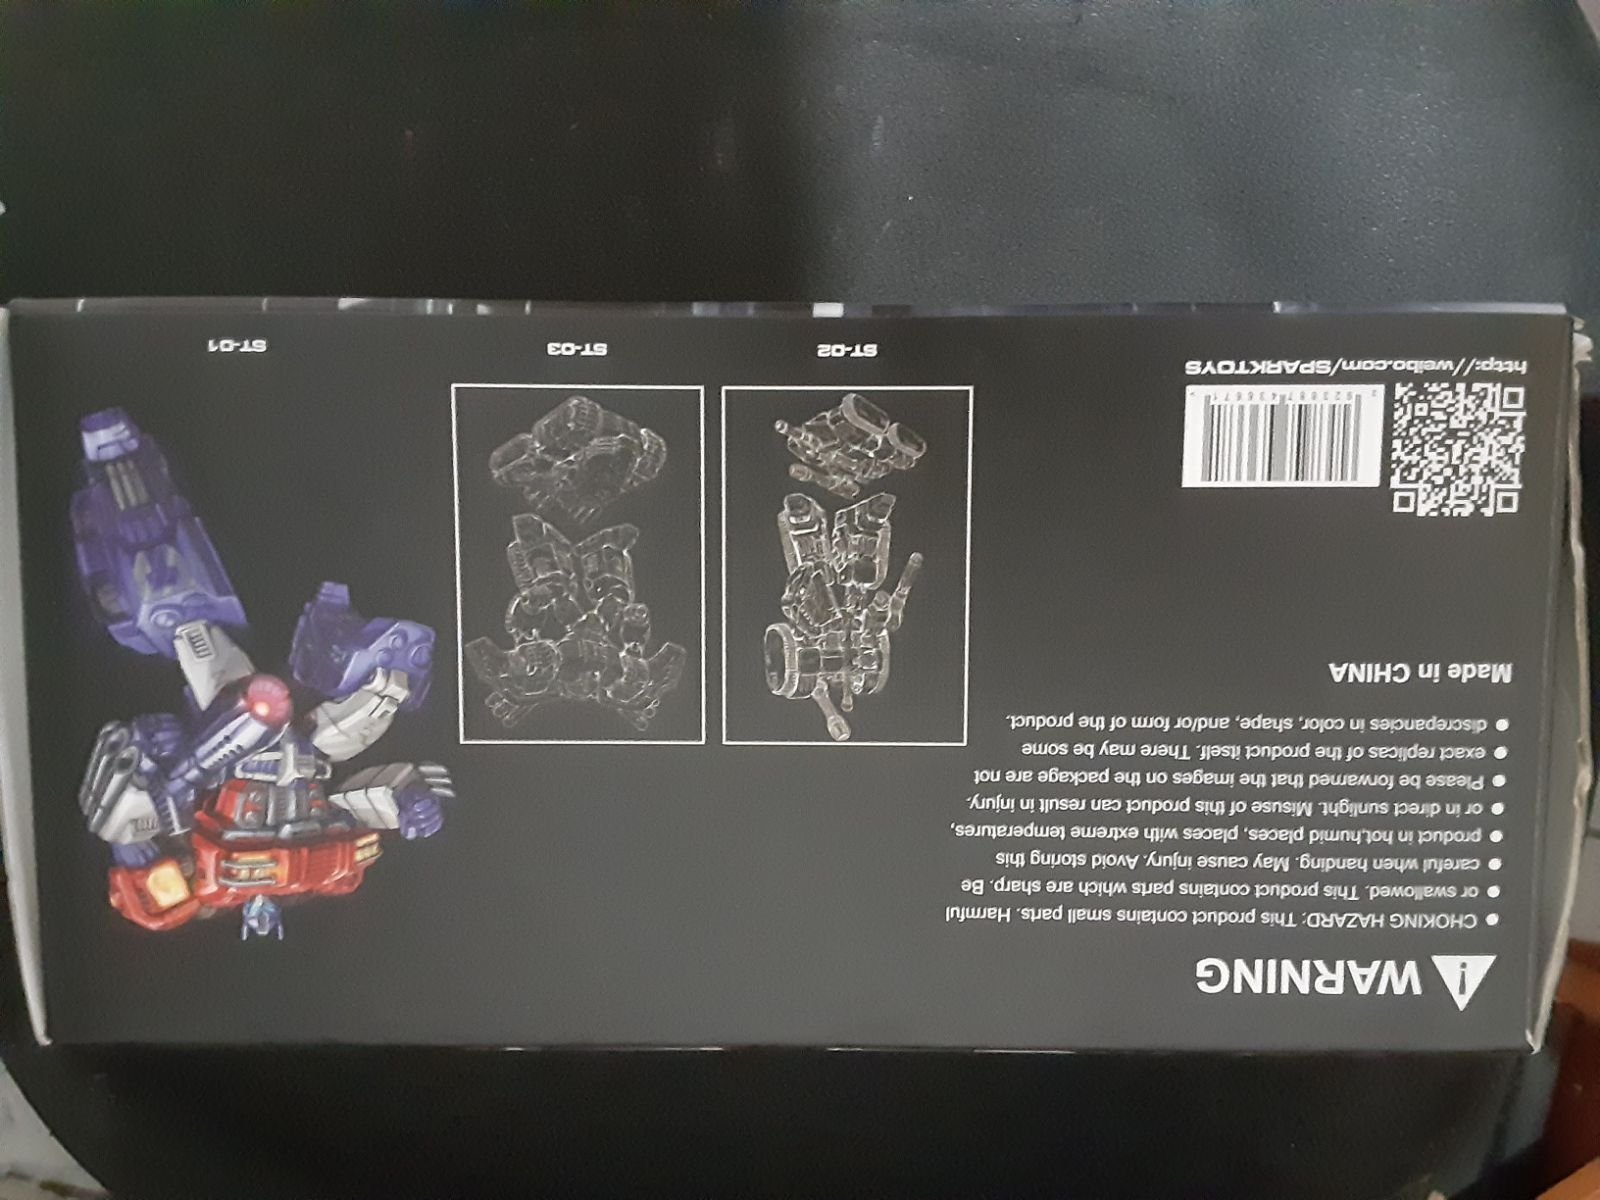 WARNING
● CHOKING HAZARD: This product contains small parts. Harmful
● or swallowed. This product contains parts which are sharp. Be
● careful when handing. May cause injury. Avoid storing this
● product in hot,humid places, places with extreme temperatures,
● or in direct sunlight. Misuse of this product can result in injury.
● Please be forwarned that the images on the package are not
● exact replicas of the product itself. There may be some
● discrepancies in color, shape, and/or form of the product.
Made in CHINA
http://weibo.com/SPARKTOYS
ST-02
ST-03
ST-01